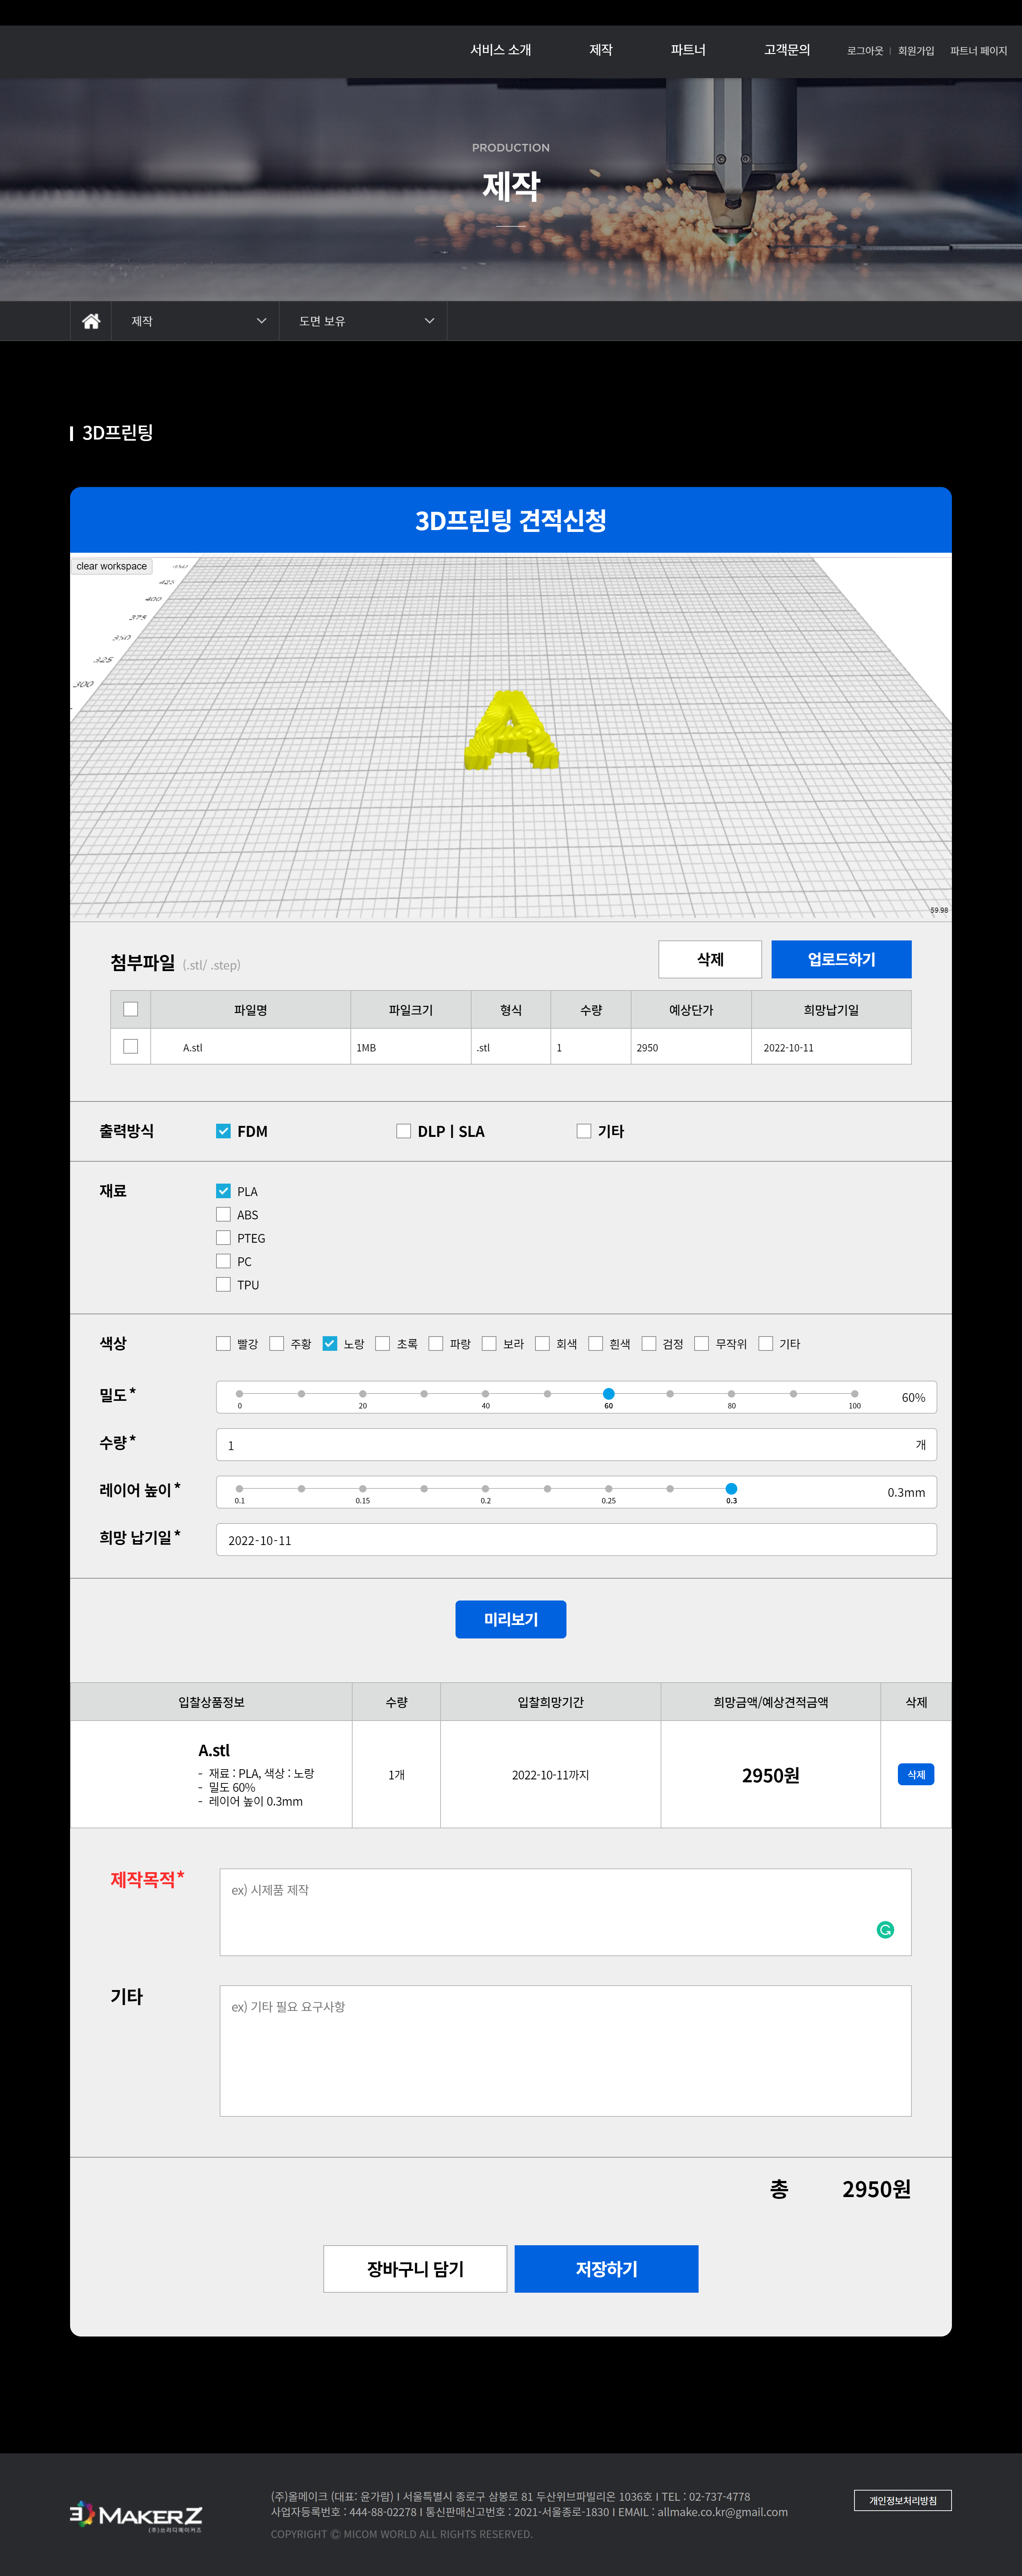 서비스 소개
제작
파트너
고객문의
로그아웃 | 회원가입
파트너 페이지
PRODUCTION
제작
제작
도면 보유
3D프린팅
3D프린팅 견적신청
clear workspace
425
400
375
350
325
300
59.98
첨부파일 (.stl/ .step)
삭제
업로드하기
파일명 파일크기 형식 수량 예상단가 희망납기일
A.stl 1MB .stl 1 2950 2022-10-11
출력방식 FDM DLP | SLA 기타
재료 PLA
ABS
PTEG
PC
TPU
색상 빨강 주황 노랑 초록 파랑 보라 회색 흰색 검정 무작위 기타
밀도 * 60%
0 20 40 60 80 100
수량 * 1 개
레이어 높이 * 0.3mm
0.1 0.15 0.2 0.25 0.3
희망 납기일 * 2022-10-11
미리보기
입찰상품정보 수량 입찰희망기간 희망금액/예상견적금액 삭제
A.stl
- 재료 : PLA, 색상 : 노랑
- 밀도 60%
- 레이어 높이 0.3mm
1개
2022-10-11까지
2950원
삭제
제작목적*
ex) 시제품 제작
기타
ex) 기타 필요 요구사항
총 2950원
장바구니 담기
저장하기
3D MAKERZ
(주)쓰리디메이커즈
(주)올메이크 (대표: 윤가람) I 서울특별시 종로구 삼봉로 81 두산위브파빌리온 1036호 I TEL : 02-737-4778
사업자등록번호 : 444-88-02278 I 통신판매신고번호 : 2021-서울종로-1830 I EMAIL : allmake.co.kr@gmail.com
COPYRIGHT ⓒ MICOM WORLD ALL RIGHTS RESERVED.
개인정보처리방침